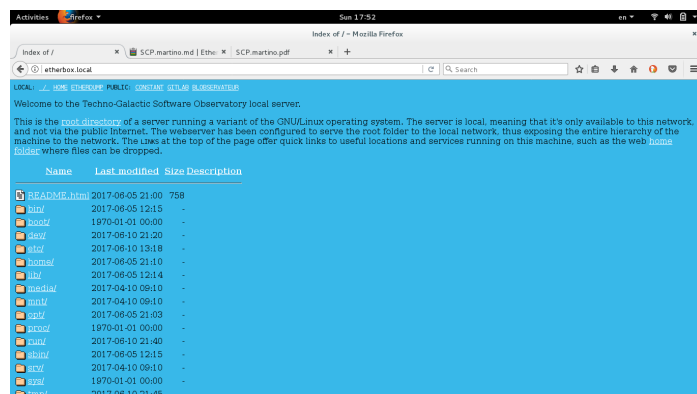 Activities Firefox Sun 17:52 en
Index of / - Mozilla Firefox
Index of / SCP.martino.md | Ether SCP.martino.pdf
etherbox.local Search
LOCAL: / HOME ETHERDUMP PUBLIC: CONSTANT GITLAB BLOBSERVATEUR
Welcome to the Techno-Galactic Software Observatory local server.
This is the root directory of a server running a variant of the GNU/Linux operating system. The server is local, meaning that it's only available to this network,
and not via the public Internet. The webserver has been configured to serve the root folder to the local network, thus exposing the entire hierarchy of the
machine to the network. The LINKS at the top of the page offer quick links to useful locations and services running on this machine, such as the web home
folder where files can be dropped.
Name Last modified Size Description
README.html 2017-06-05 21:00 758
bin/ 2017-06-05 12:15 -
boot/ 1970-01-01 00:00 -
dev/ 2017-06-10 21:20 -
etc/ 2017-06-10 13:18 -
home/ 2017-06-05 21:10 -
lib/ 2017-06-05 12:14 -
media/ 2017-04-10 09:10 -
mnt/ 2017-04-10 09:10 -
opt/ 2017-06-05 21:03 -
proc/ 1970-01-01 00:00 -
run/ 2017-06-10 21:40 -
sbin/ 2017-06-05 12:15 -
srv/ 2017-04-10 09:10 -
sys/ 1970-01-01 00:00 -
tmp/ 2017-06-10 21:45 -